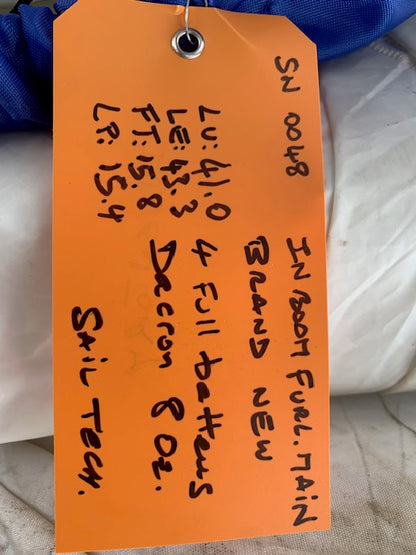 SN 0048
IN BOOM FURL. MAIN
BRAND NEW
LU: 41.0
LE: 43.3
FT: 15.8
LP: 15.4
4 Full battens
Dacron 8 Oz.
SAIL TECH.